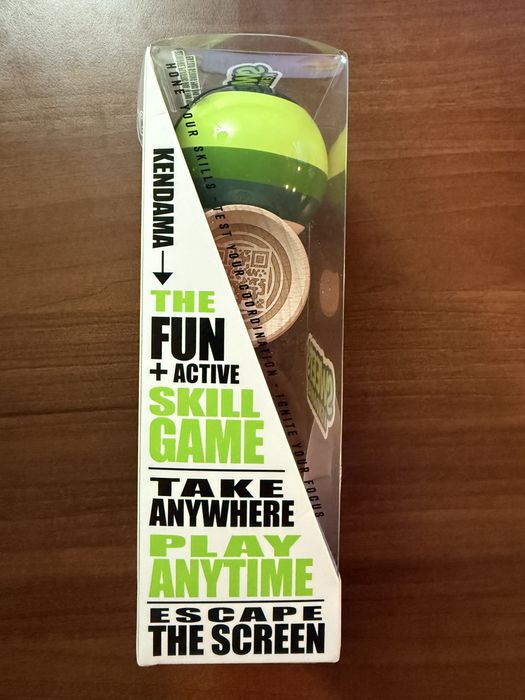 HONE YOUR SKILLS - TEST YOUR COORDINATION - IGNITE YOUR FOCUS
KENDAMA
THE
FUN
+ ACTIVE
SKILL
GAME
TAKE
ANYWHERE
PLAY
ANYTIME
ESCAPE
THE SCREEN